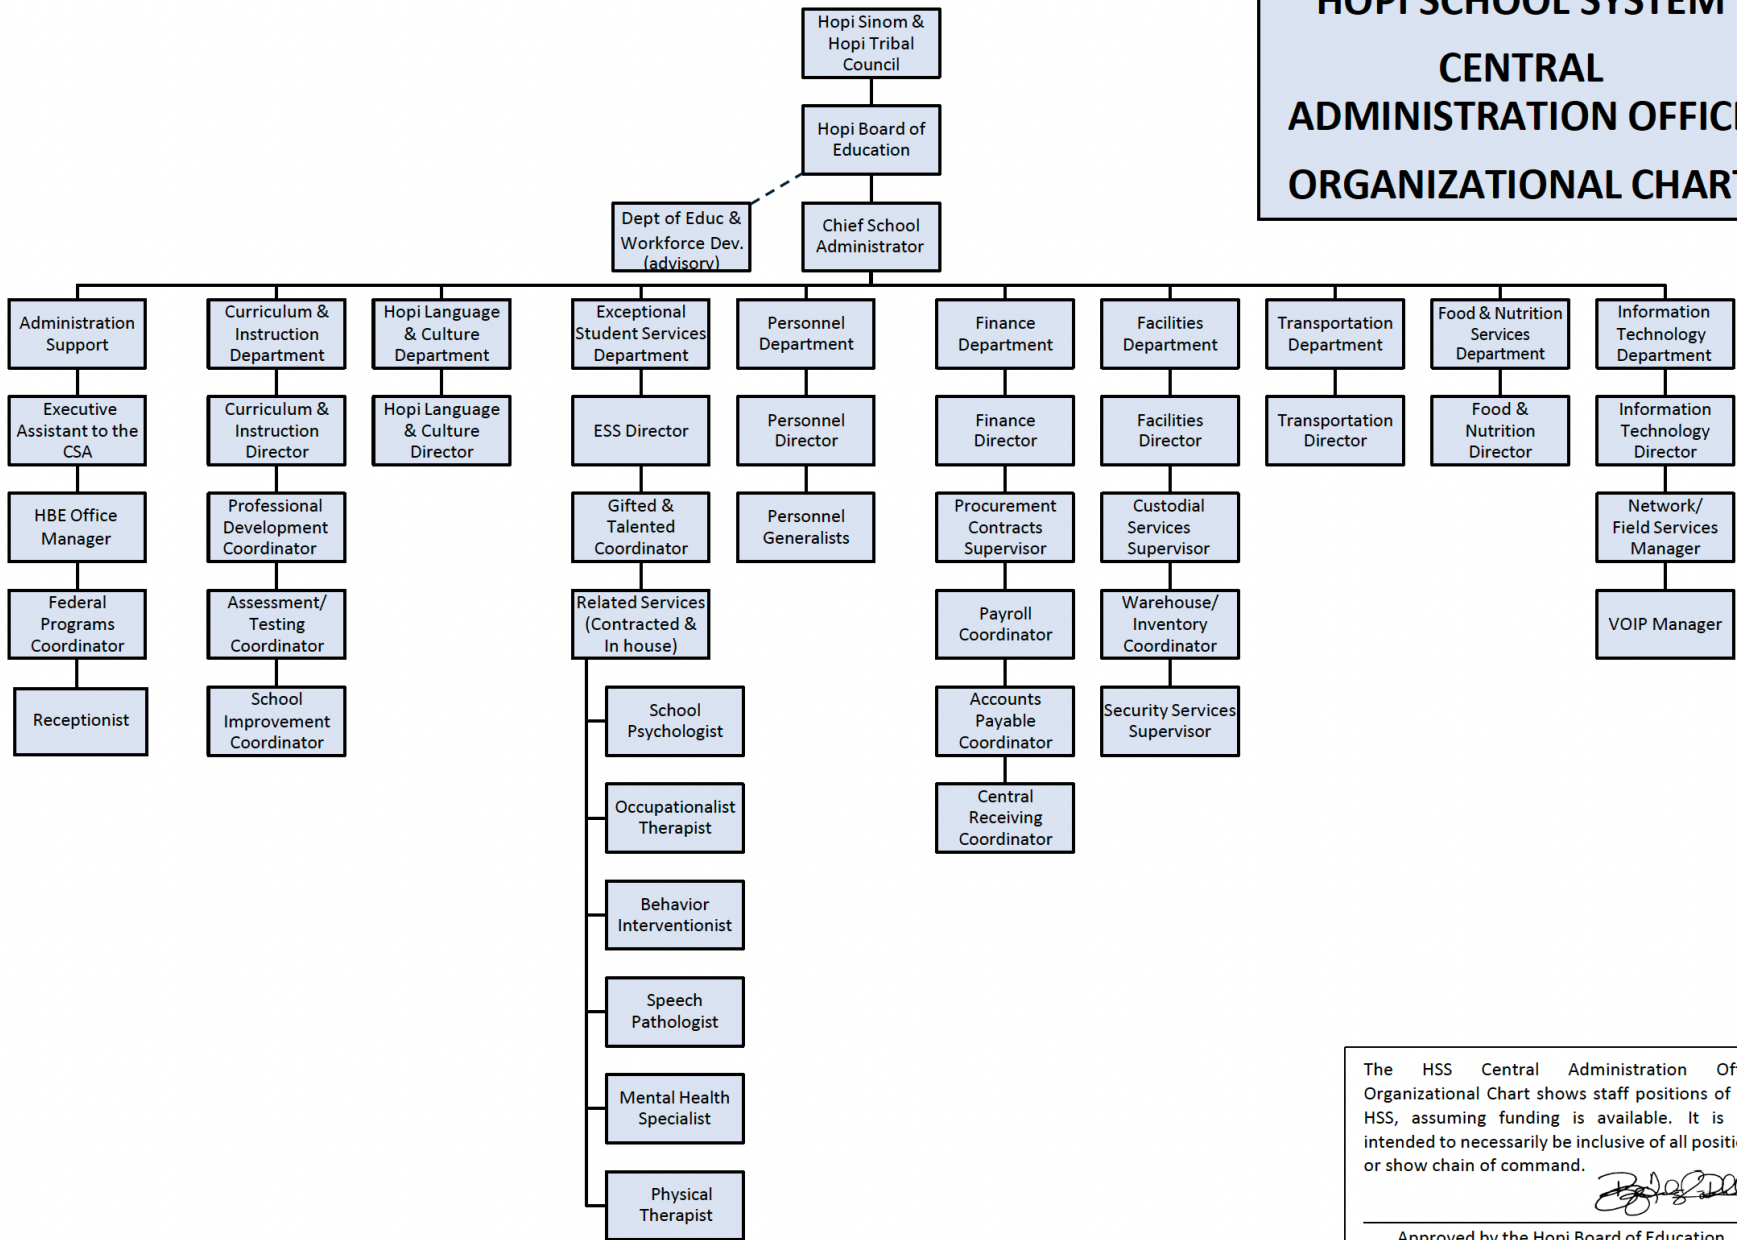 HOPI SCHOOL SYSTEM
CENTRAL
ADMINISTRATION OFFIC
ORGANIZATIONAL CHART
Hopi Sinom &
Hopi Tribal
Council
Hopi Board of
Education
Dept of Educ &
Workforce Dev.
(advisory)
Chief School
Administrator
Administration
Support
Executive
Assistant to the
CSA
HBE Office
Manager
Federal
Programs
Coordinator
Receptionist
Curriculum &
Instruction
Department
Curriculum &
Instruction
Director
Professional
Development
Coordinator
Assessment/
Testing
Coordinator
School
Improvement
Coordinator
Hopi Language
& Culture
Department
Hopi Language
& Culture
Director
Exceptional
Student Services
Department
ESS Director
Gifted &
Talented
Coordinator
Related Services
(Contracted &
In house)
School
Psychologist
Occupationalist
Therapist
Behavior
Interventionist
Speech
Pathologist
Mental Health
Specialist
Physical
Therapist
Personnel
Department
Personnel
Director
Personnel
Generalists
Finance
Department
Finance
Director
Procurement
Contracts
Supervisor
Payroll
Coordinator
Accounts
Payable
Coordinator
Central
Receiving
Coordinator
Facilities
Department
Facilities
Director
Custodial
Services
Supervisor
Warehouse/
Inventory
Coordinator
Security Services
Supervisor
Transportation
Department
Transportation
Director
Food & Nutrition
Services
Department
Food &
Nutrition
Director
Information
Technology
Department
Information
Technology
Director
Network/
Field Services
Manager
VOIP Manager
The HSS Central Administration Off
Organizational Chart shows staff positions of
HSS, assuming funding is available. It is
intended to necessarily be inclusive of all positi
or show chain of command.
Approved by the Hopi Board of Education